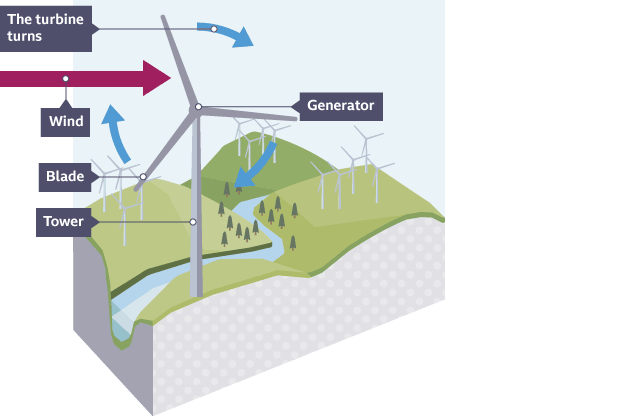 The turbine
turns
Generator
Wind
Blade
Tower